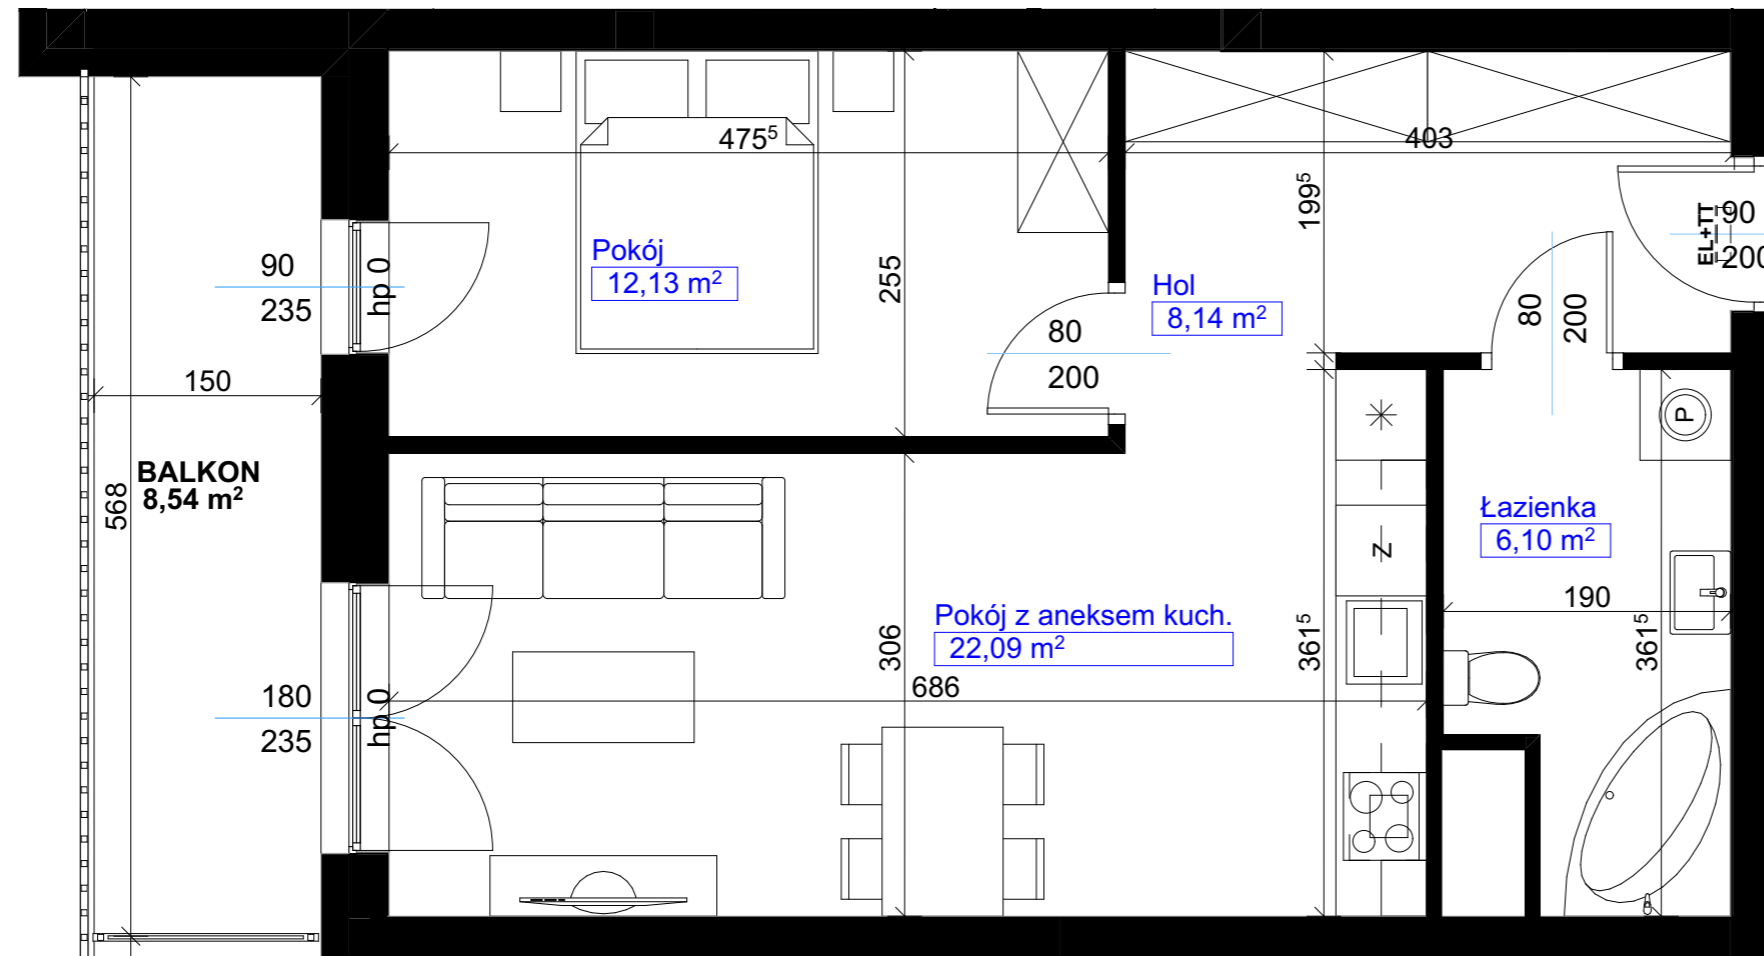 475⁵
403
199⁵
EL+TT
90
200
Pokój
12,13 m²
90
235
hp 0
255
Hol
8,14 m²
80
200
80
200
150
P
BALKON
8,54 m²
568
Łazienka
6,10 m²
Z
190
Pokój z aneksem kuch.
22,09 m²
306
361⁵
361⁵
686
180
235
hp 0